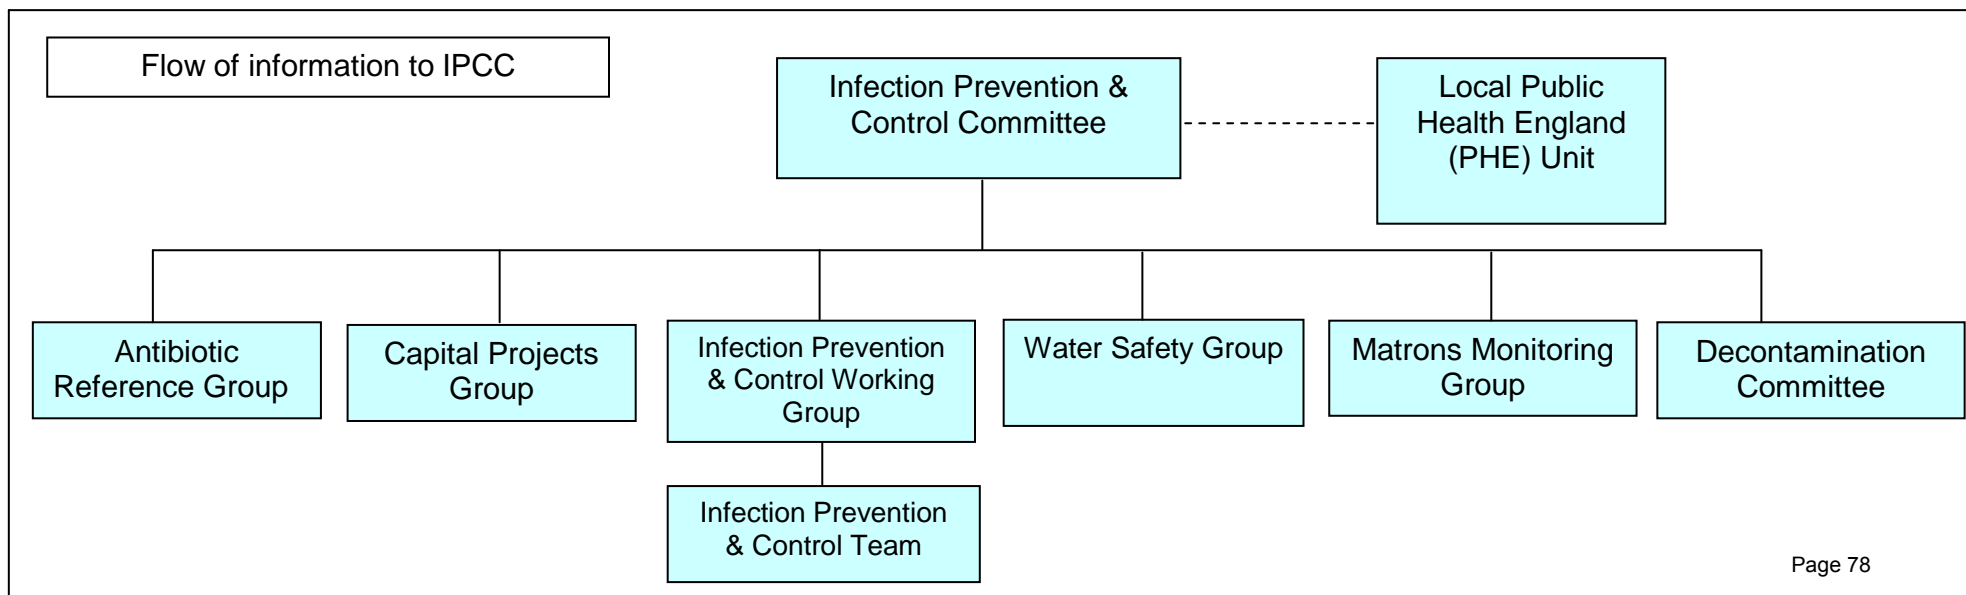 Flow of information to IPCC
Infection Prevention &
Control Committee
Local Public
Health England
(PHE) Unit
Antibiotic
Reference Group
Capital Projects
Group
Infection Prevention
& Control Working
Group
Water Safety Group
Matrons Monitoring
Group
Decontamination
Committee
Infection Prevention
& Control Team
Page 78